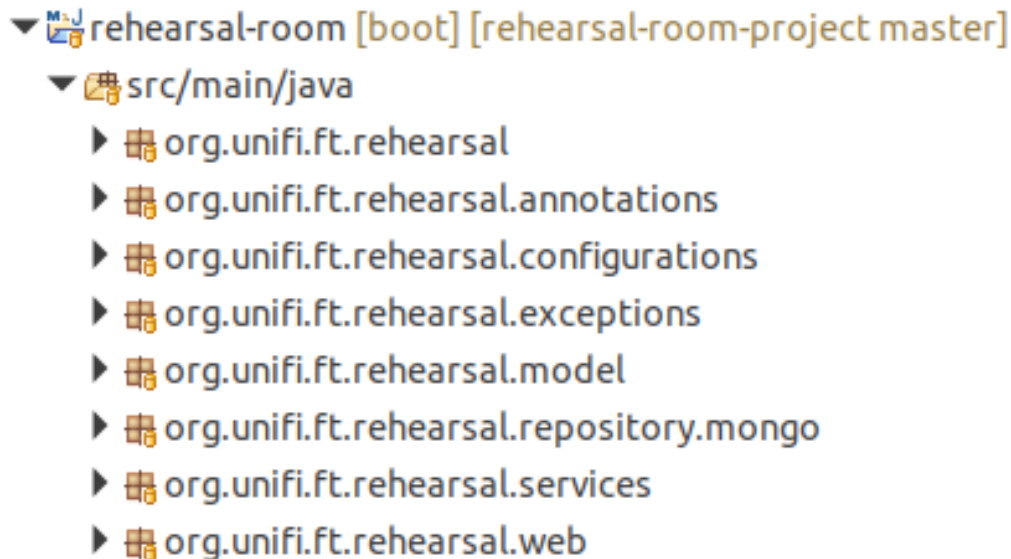 rehearsal-room [boot] [rehearsal-room-project master]
src/main/java
org.unifi.ft.rehearsal
org.unifi.ft.rehearsal.annotations
org.unifi.ft.rehearsal.configurations
org.unifi.ft.rehearsal.exceptions
org.unifi.ft.rehearsal.model
org.unifi.ft.rehearsal.repository.mongo
org.unifi.ft.rehearsal.services
org.unifi.ft.rehearsal.web